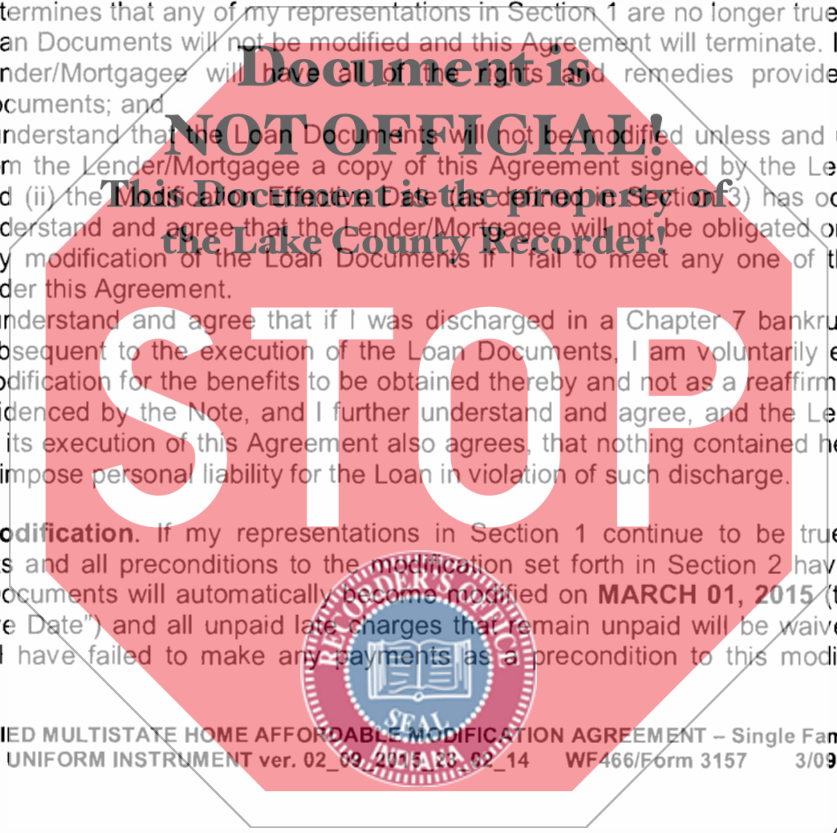 termines that any of my representations in Section 1 are no longer true
an Documents will not be modified and this Agreement will terminate. I
nder/Mortgagee will have all of the rights and remedies provide
Document is
ocuments; and
nderstand that the Loan Documents will not be modified unless and
NOT OFFICIAL!
m the Lender/Mortgagee a copy of this Agreement signed by the Le
d (ii) the Modification Effective Date (as defined in Section 3) has oc
This Document is the property of
derstand and agree that the Lender/Mortgagee will not be obligated o
the Lake County Recorder!
y modification of the Loan Documents if I fail to meet any one of t
der this Agreement.
nderstand and agree that if I was discharged in a Chapter 7 bankru
bsequent to the execution of the Loan Documents, I am voluntarily e
odification for the benefits to be obtained thereby and not as a reaffirm
STOP
idenced by the Note, and I further understand and agree, and the Le
its execution of this Agreement also agrees, that nothing contained he
impose personal liability for the Loan in violation of such discharge.
odification. If my representations in Section 1 continue to be true
s and all preconditions to the modification set forth in Section 2 hav
ocuments will automatically become modified on MARCH 01, 2015 (t
e Date") and all unpaid late charges that remain unpaid will be waive
I have failed to make any payments as a precondition to this modi
RECORDER'S OFFICE
SEAL
INDIANA
IED MULTISTATE HOME AFFORDABLE MODIFICATION AGREEMENT – Single Fam
UNIFORM INSTRUMENT ver. 02_09_2015_23_02_14 WF466/Form 3157 3/09